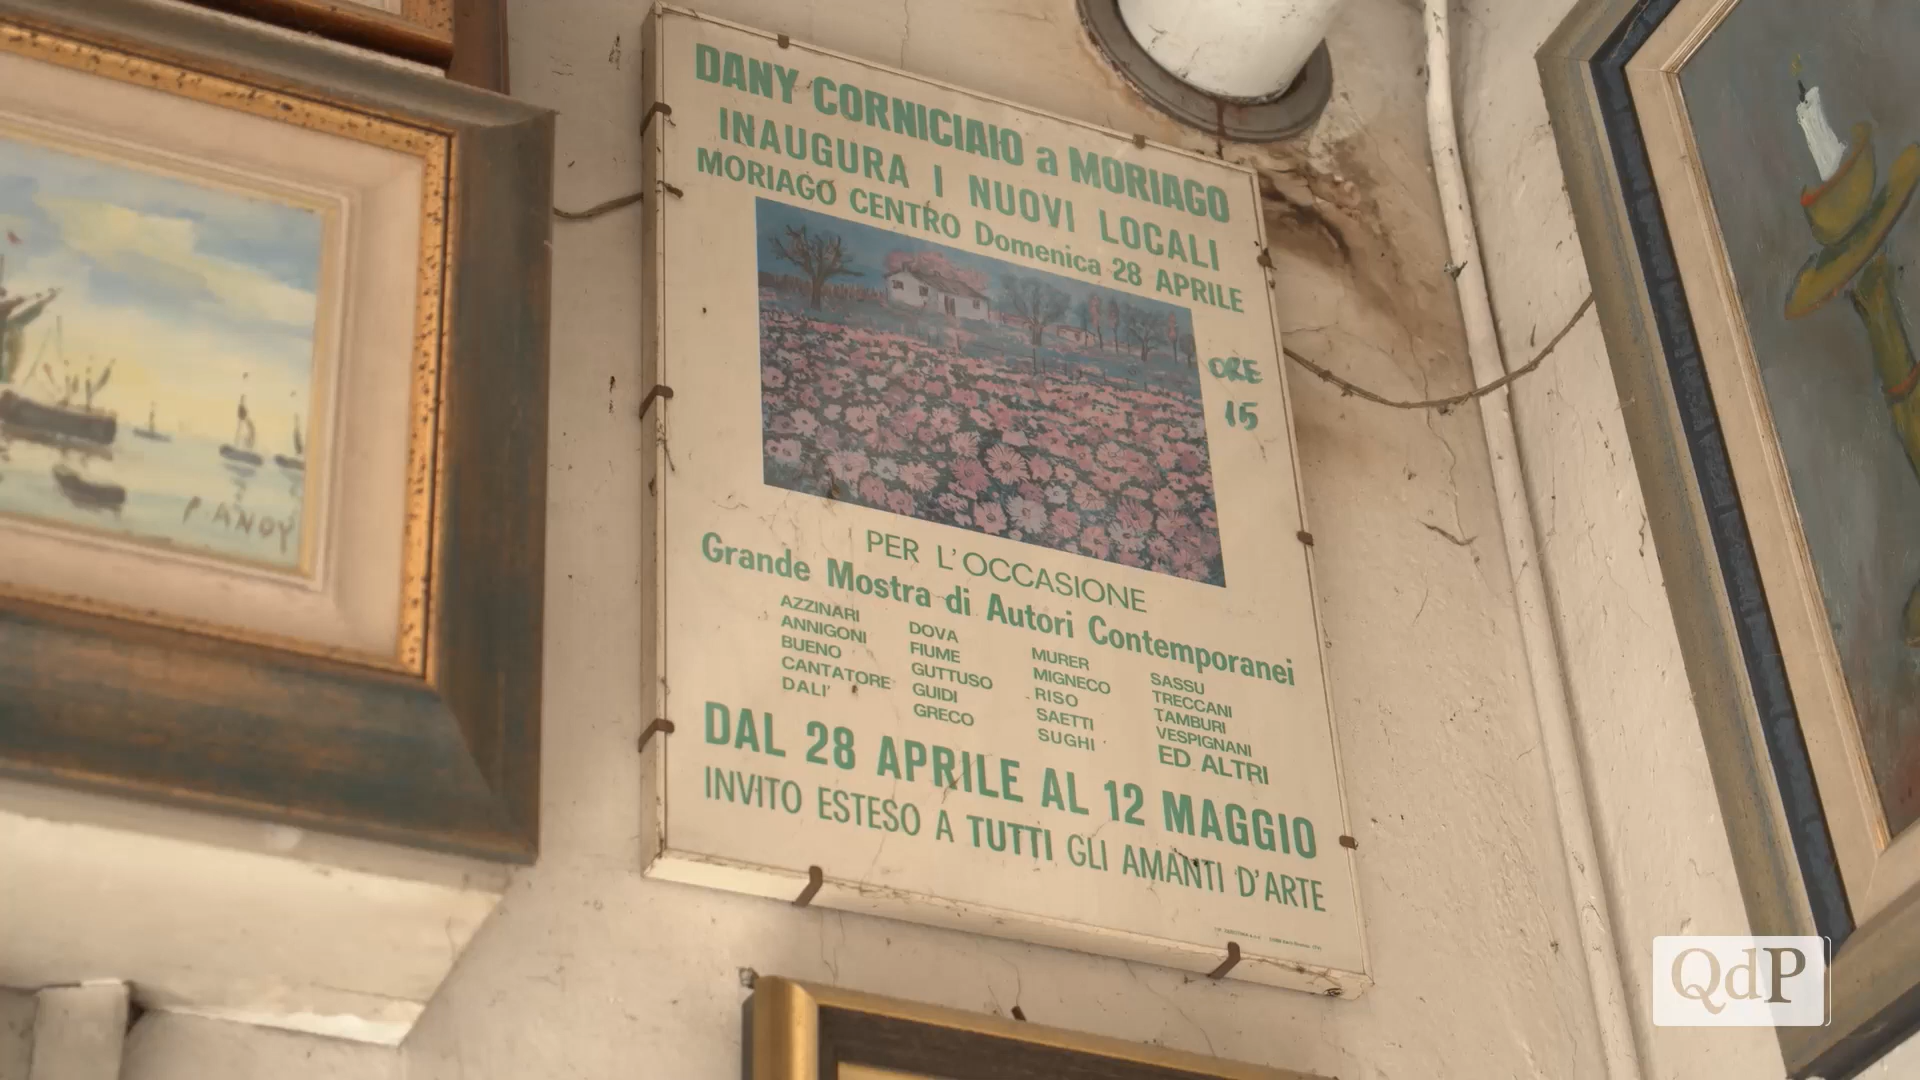 DANY CORNICIAIO a MORIAGO
INAUGURA I NUOVI LOCALI
MORIAGO CENTRO Domenica 28 APRILE
ORE
15
PER L'OCCASIONE
Grande Mostra di Autori Contemporanei
AZZINARI
ANNIGONI
BUENO
CANTATORE
DALI'
DOVA
FIUME
GUTTUSO
GUIDI
GRECO
MURER
MIGNECO
RISO
SAETTI
SUGHI
SASSU
TRECCANI
TAMBURI
VESPIGNANI
ED ALTRI
DAL 28 APRILE AL 12 MAGGIO
INVITO ESTESO A TUTTI GLI AMANTI D'ARTE
QdP